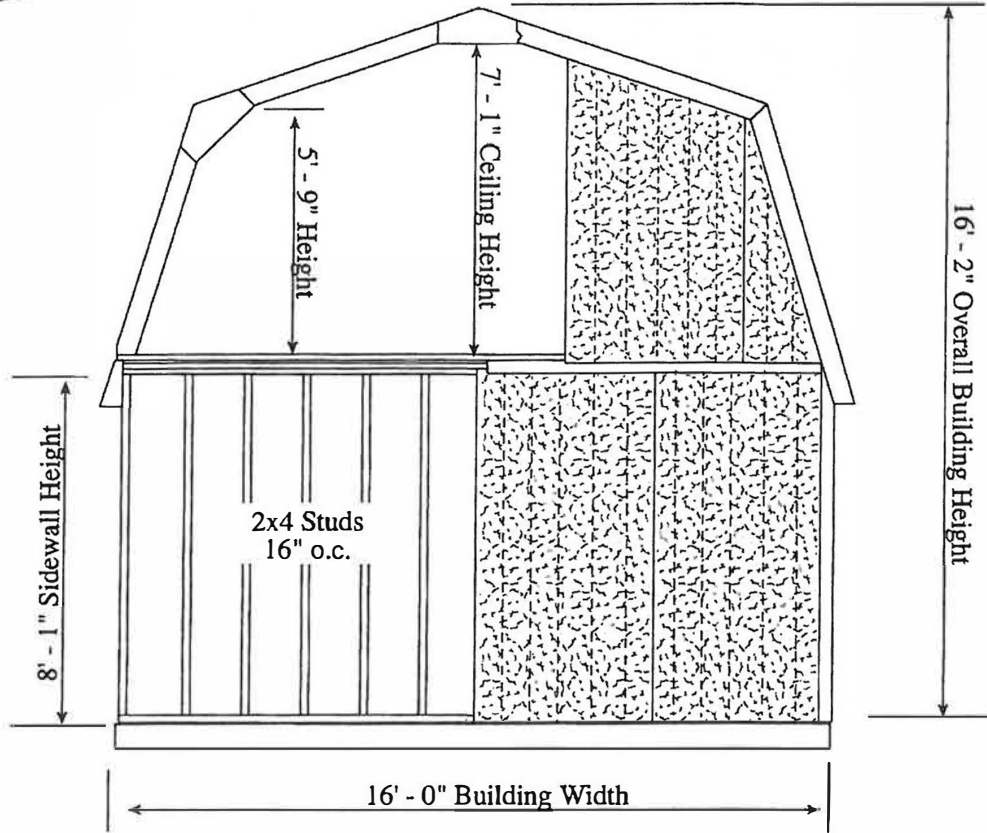 7' - 1" Ceiling Height
5' - 9" Height
16' - 2" Overall Building Height
8' - 1" Sidewall Height
2x4 Studs
16" o.c.
16' - 0" Building Width